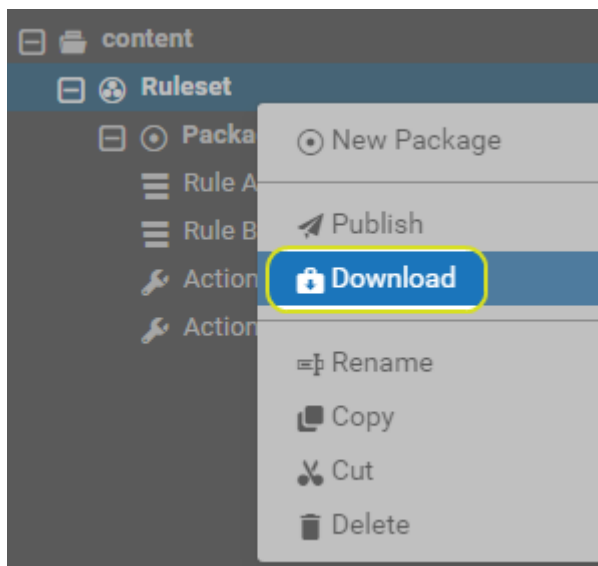 content
Ruleset
Packa
Rule A
Rule B
Action
Action
New Package
Publish
Download
Rename
Copy
Cut
Delete